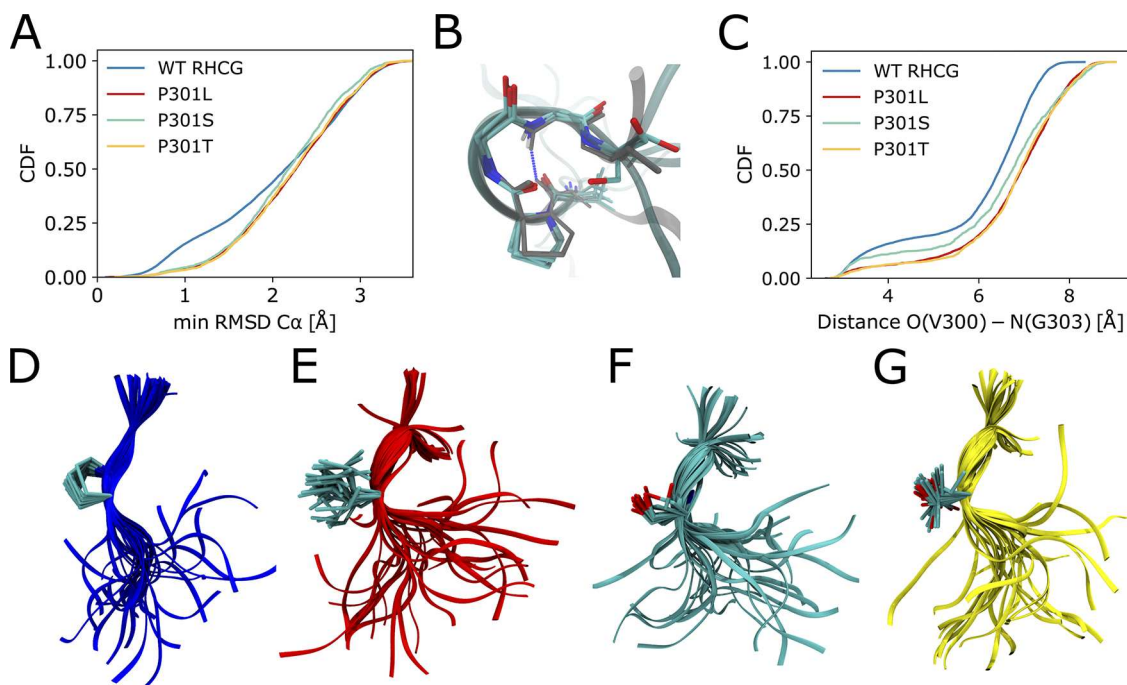 A
CDF
1.00
0.75
0.50
0.25
0.00
WT RHCG
P301L
P301S
P301T
0
1
2
3
min RMSD Cα [Å]
B
C
CDF
1.00
0.75
0.50
0.25
0.00
WT RHCG
P301L
P301S
P301T
4
6
8
Distance O(V300) – N(G303) [Å]
D
E
F
G